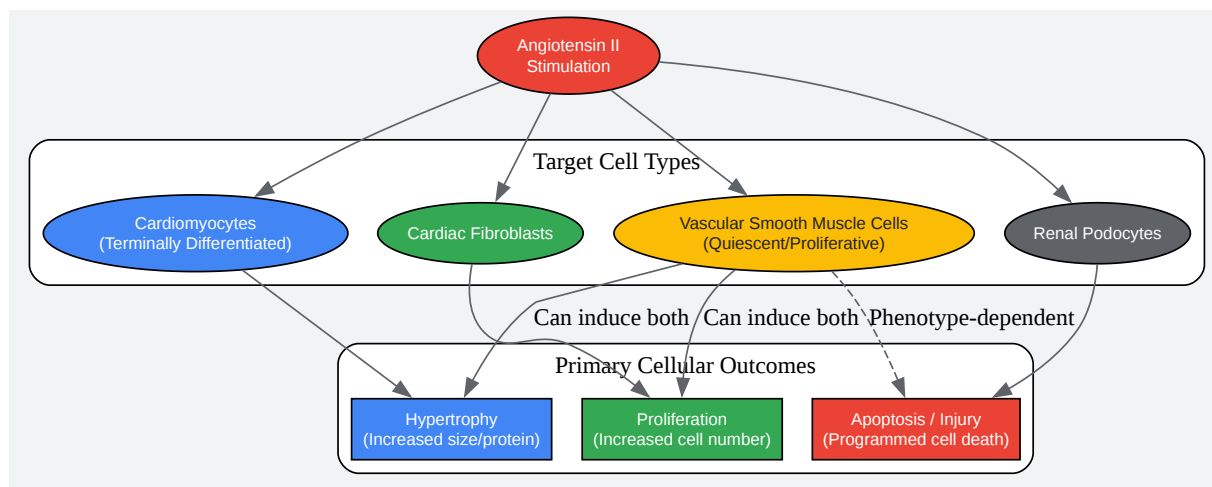 Angiotensin II
Stimulation
Target Cell Types
Cardiomyocytes
(Terminally Differentiated)
Cardiac Fibroblasts
Vascular Smooth Muscle Cells
(Quiescent/Proliferative)
Renal Podocytes
Can induce both
Can induce both
Phenotype-dependent
Primary Cellular Outcomes
Hypertrophy
(Increased size/protein)
Proliferation
(Increased cell number)
Apoptosis / Injury
(Programmed cell death)